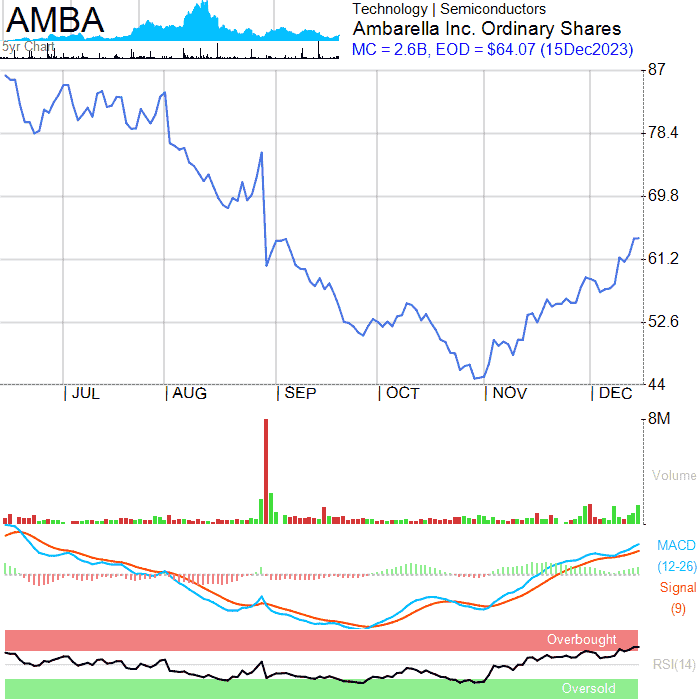 AMBA
5yr Chart
Technology | Semiconductors
Ambarella Inc. Ordinary Shares
MC = 2.6B, EOD = $64.07 (15Dec2023)
87
78.4
69.8
61.2
52.6
44
| JUL | AUG | SEP | OCT | NOV | DEC
8M
Volume
MACD
(12-26)
Signal
(9)
Overbought
RSI(14)
Oversold